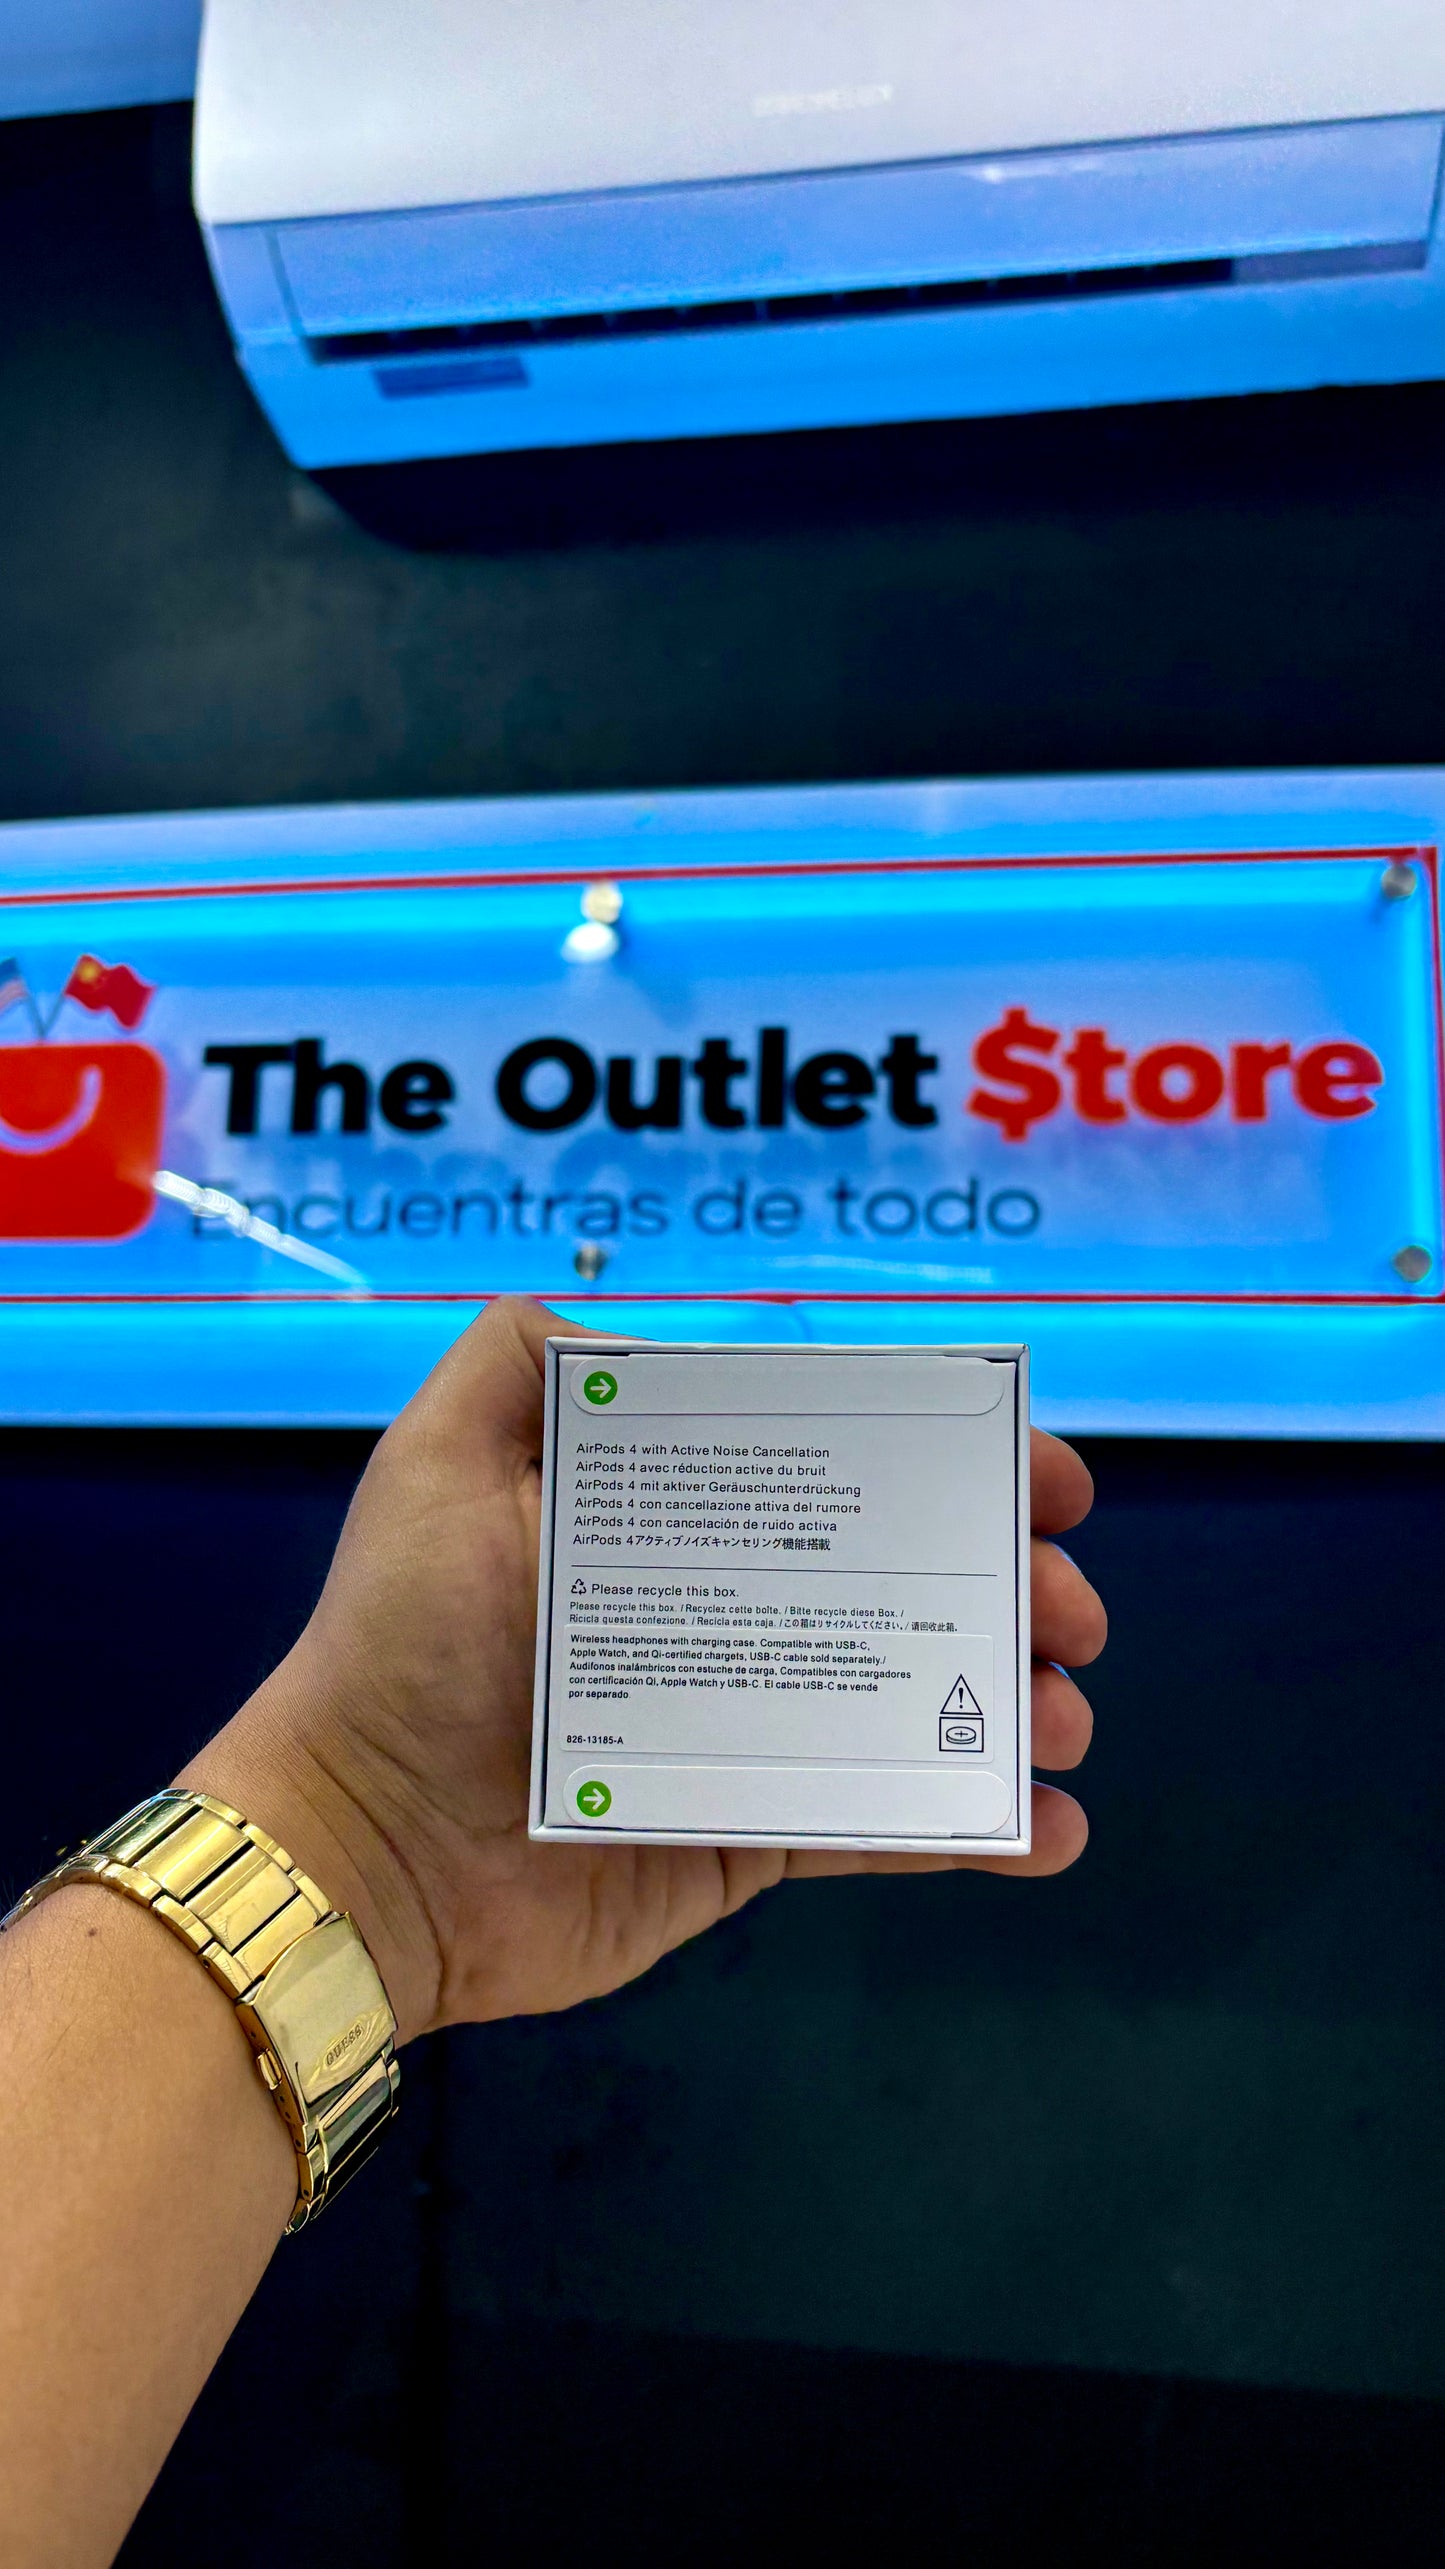 The Outlet $tore
Encuentras de todo
AirPods 4 with Active Noise Cancellation
AirPods 4 avec réduction active du bruit
AirPods 4 mit aktiver Geräuschunterdrückung
AirPods 4 con cancellazione attiva del rumore
AirPods 4 con cancelación de ruido activa
AirPods 4アクティブノイズキャンセリング機能搭載
Please recycle this box.
Please recycle this box. / Recyclez cette boîte. / Bitte recycle diese Box. /
Ricicla questa confezione. / Recicla esta caja. / この箱はリサイクルしてください。/ 请回收此箱.
Wireless headphones with charging case. Compatible with USB-C,
Apple Watch, and Qi-certified chargets, USB-C cable sold separately./
Audifonos inalámbricos con estuche de carga, Compatibles con cargadores
con certificación Qi, Apple Watch y USB-C. El cable USB-C se vende
por separado
826-13185-A
GUESS